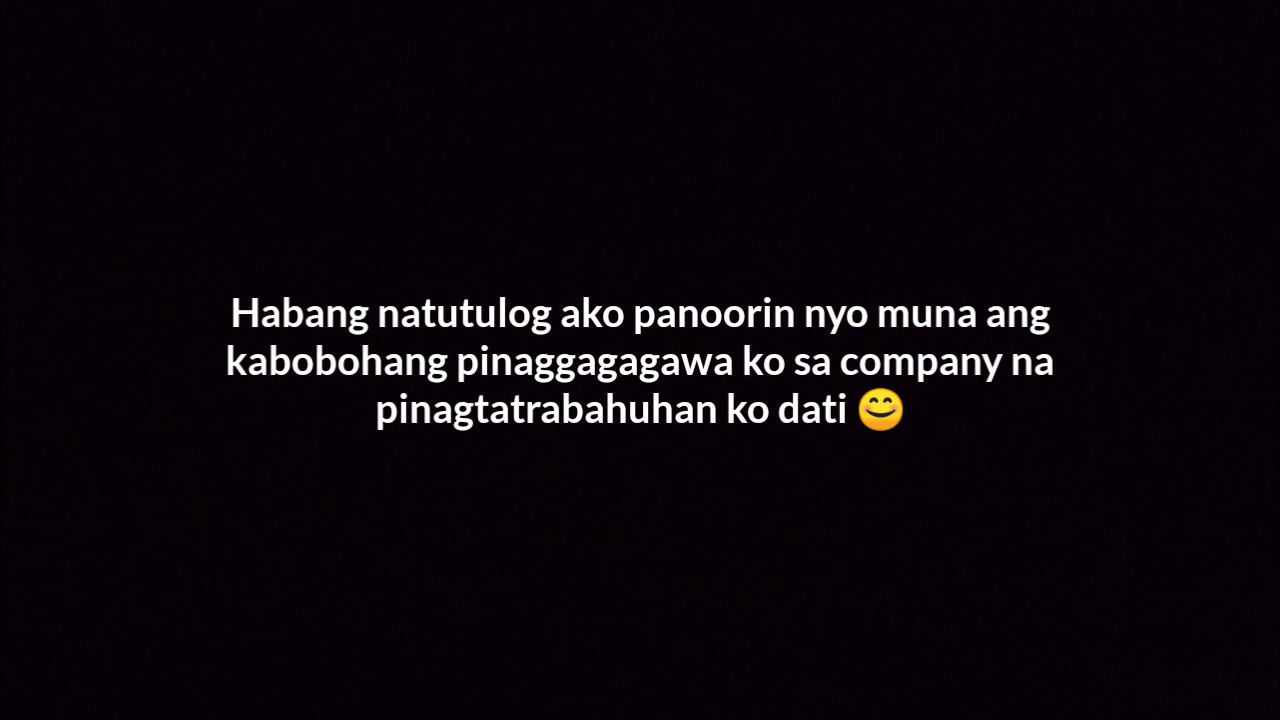 Habang natutulog ako panoorin nyo muna ang
kabobohang pinaggagagawa ko sa company na
pinagtatrabahuhan ko dati 😊